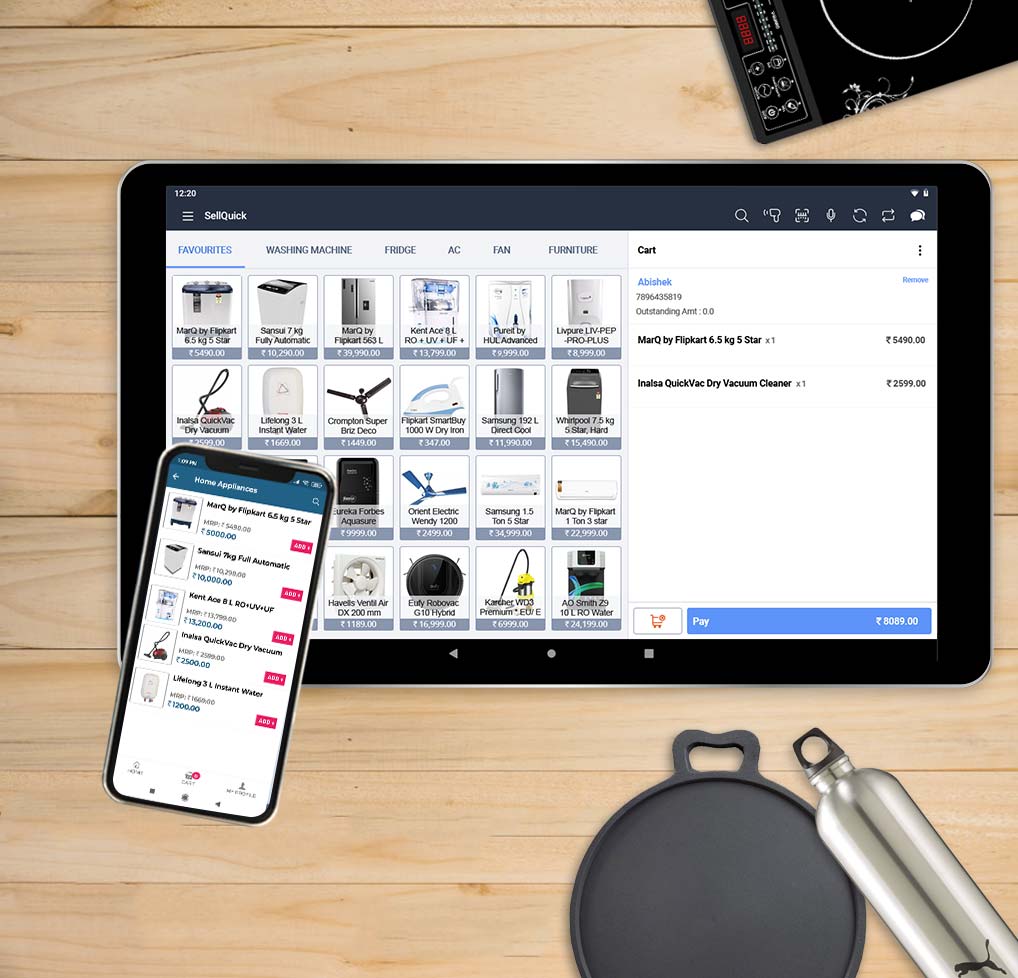 8888
12:20
SellQuick
FAVOURITES WASHING MACHINE FRIDGE AC FAN FURNITURE
MarQ by Flipkart
6.5 kg 5 Star
₹5490.00
Sansui 7 kg
Fully Automatic
₹10,290.00
MarQ by
Flipkart 563 L
₹39,990.00
Kent Ace 8 L
RO + UV + UF +
₹13,799.00
Pureit by
HUL Advanced
₹9,999.00
Livpure LIV-PEP
-PRO-PLUS
₹8,999.00
Inalsa QuickVac
Dry Vacuum
₹2599.00
Lifelong 3 L
Instant Water
₹1669.00
Crompton Super
Briz Deco
₹1449.00
Flipkart SmartBuy
1000 W Dry Iron
₹347.00
Samsung 192 L
Direct Cool
₹11,990.00
Whirlpool 7.5 kg
5 Star, Hard
₹15,490.00
Eureka Forbes
Aquasure
₹9999.00
Orient Electric
Wendy 1200
₹2499.00
Samsung 1.5
Ton 5 Star
₹34,999.00
MarQ by Flipkart
1 Ton 3 star
₹22,999.00
Havells Ventil Air
DX 200 mm
₹1189.00
Eufy Robovac
G10 Hybrid
₹16,999.00
Karcher WD3
Premium * EU/ E
₹6999.00
AO Smith Z9
10 L RO Water
₹24,199.00
Cart
Abishek Remove
7896435819
Outstanding Amt : 0.0
MarQ by Flipkart 6.5 kg 5 Star x 1 ₹5490.00
Inalsa QuickVac Dry Vacuum Cleaner x 1 ₹2599.00
Pay ₹8089.00
1:09 PM
Home Appliances
MarQ by Flipkart 6.5 kg 5 Star
MRP: ₹5490.00
₹5000.00
ADD +
Sansui 7kg Full Automatic
MRP: ₹10,290.00
₹10,000.00
ADD +
Kent Ace 8 L RO+UV+UF
MRP: ₹13,799.00
₹13,200.00
ADD +
Inalsa QuickVac Dry Vacuum
MRP: ₹2599.00
₹2500.00
ADD +
Lifelong 3 L Instant Water
MRP: ₹1669.00
₹1200.00
ADD +
HOME
CART
MY PROFILE